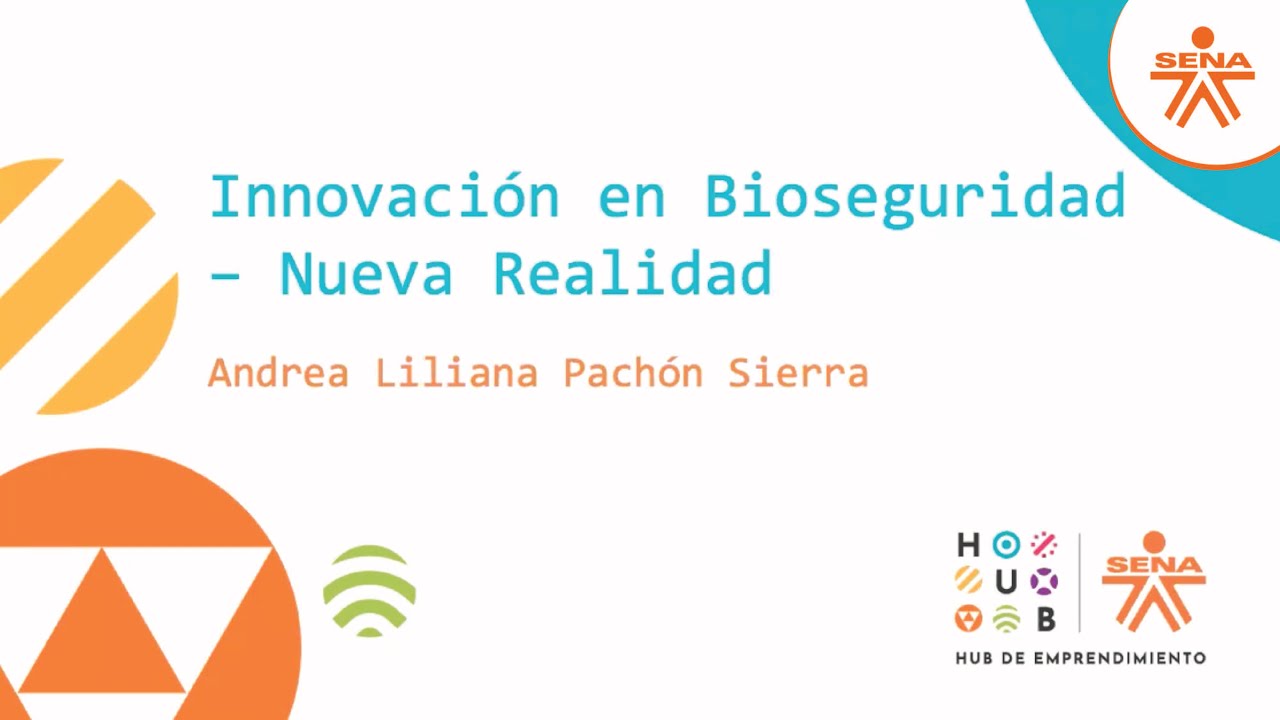 SENA
Innovación en Bioseguridad
– Nueva Realidad
Andrea Liliana Pachón Sierra
H
U
B
SENA
HUB DE EMPRENDIMIENTO